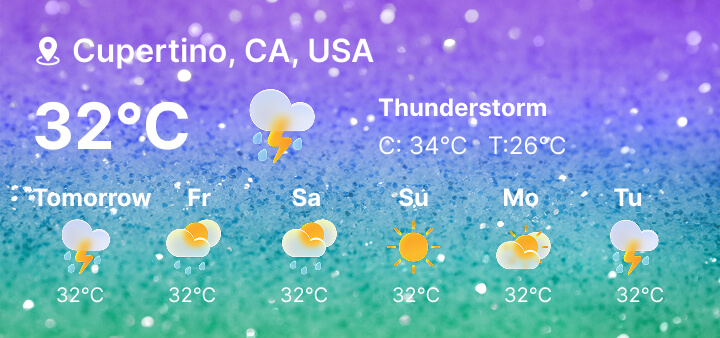 Cupertino, CA, USA
32°C
Thunderstorm
C: 34°C T:26°C
Tomorrow Fr Sa Su Mo Tu
32°C 32°C 32°C 32°C 32°C 32°C